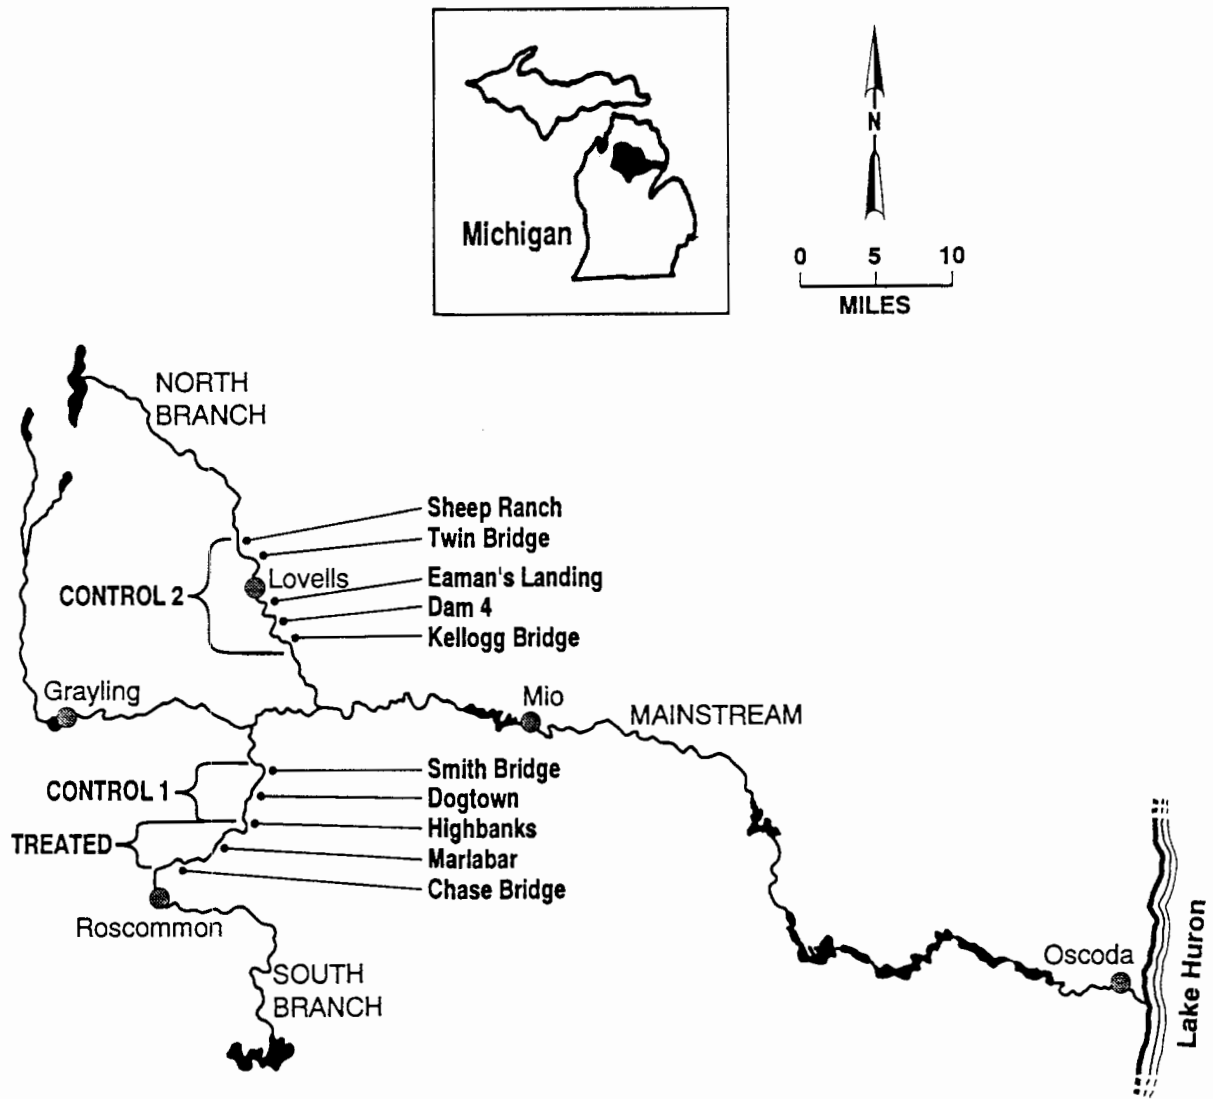 Michigan
N
0 5 10
MILES
NORTH
BRANCH
Sheep Ranch
Twin Bridge
Lovells
Eaman's Landing
CONTROL 2
Dam 4
Kellogg Bridge
Grayling
Mio
MAINSTREAM
Smith Bridge
CONTROL 1
Dogtown
Highbanks
TREATED
Marlabar
Chase Bridge
Roscommon
SOUTH
BRANCH
Oscoda
Lake Huron